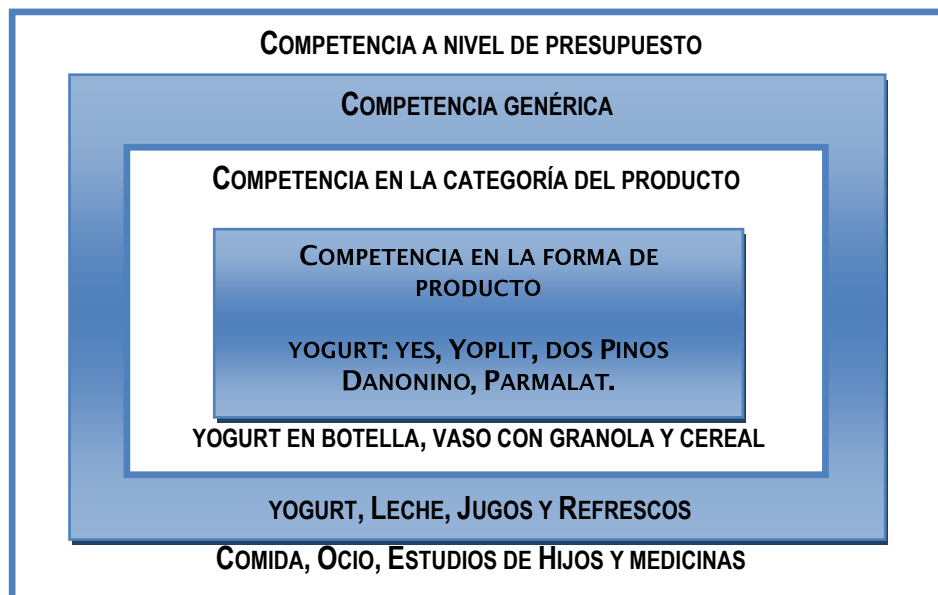 COMPETENCIA A NIVEL DE PRESUPUESTO
COMPETENCIA GENÉRICA
COMPETENCIA EN LA CATEGORÍA DEL PRODUCTO
COMPETENCIA EN LA FORMA DE
PRODUCTO
YOGURT: YES, YOPLIT, DOS PINOS
DANONINO, PARMALAT.
YOGURT EN BOTELLA, VASO CON GRANOLA Y CEREAL
YOGURT, LECHE, JUGOS Y REFRESCOS
COMIDA, OCIO, ESTUDIOS DE HIJOS Y MEDICINAS